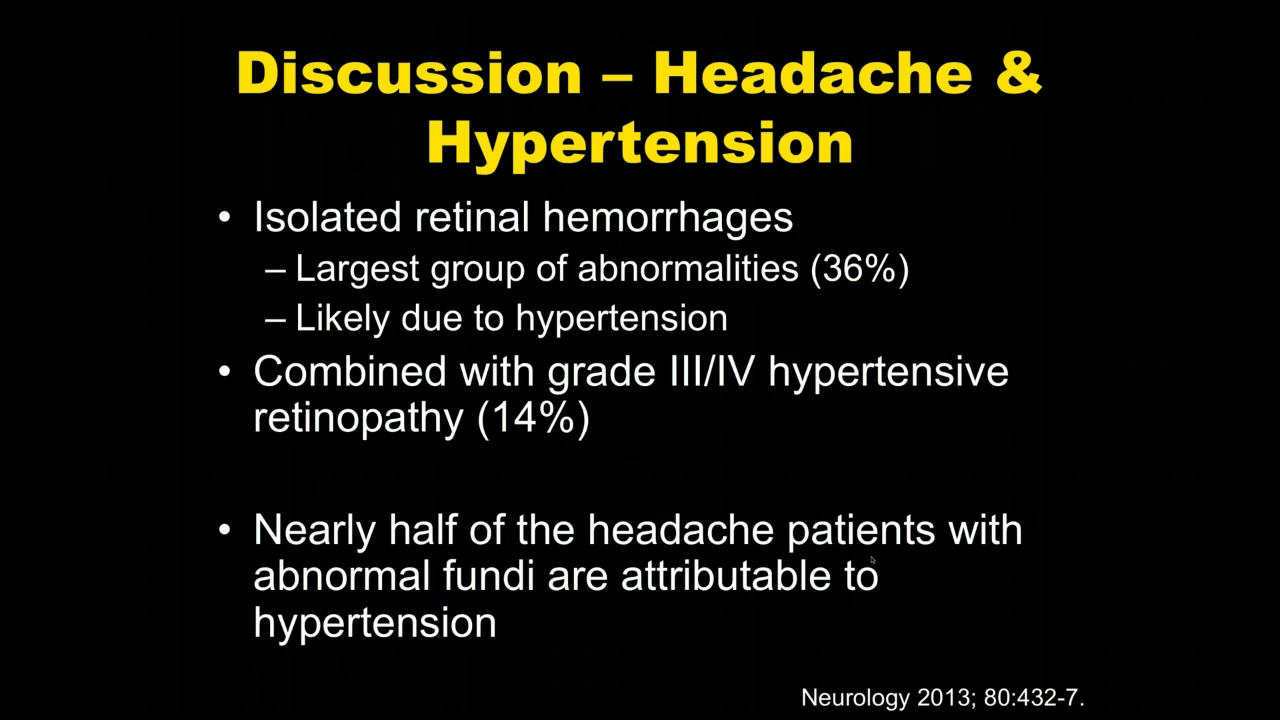 Discussion – Headache &
Hypertension
• Isolated retinal hemorrhages
– Largest group of abnormalities (36%)
– Likely due to hypertension
• Combined with grade III/IV hypertensive
retinopathy (14%)
• Nearly half of the headache patients with
abnormal fundi are attributable to
hypertension
Neurology 2013; 80:432-7.